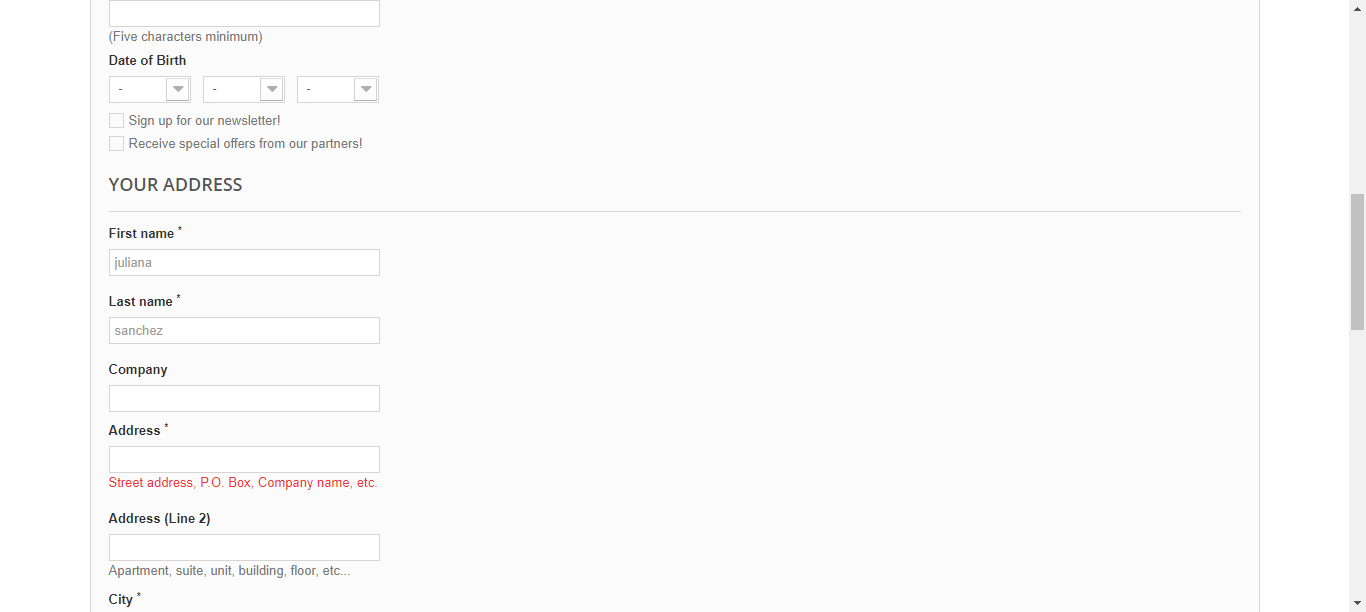 (Five characters minimum)
Date of Birth
- - -
Sign up for our newsletter!
Receive special offers from our partners!
YOUR ADDRESS
First name *
juliana
Last name *
sanchez
Company
Address *
Street address, P.O. Box, Company name, etc.
Address (Line 2)
Apartment, suite, unit, building, floor, etc...
City *